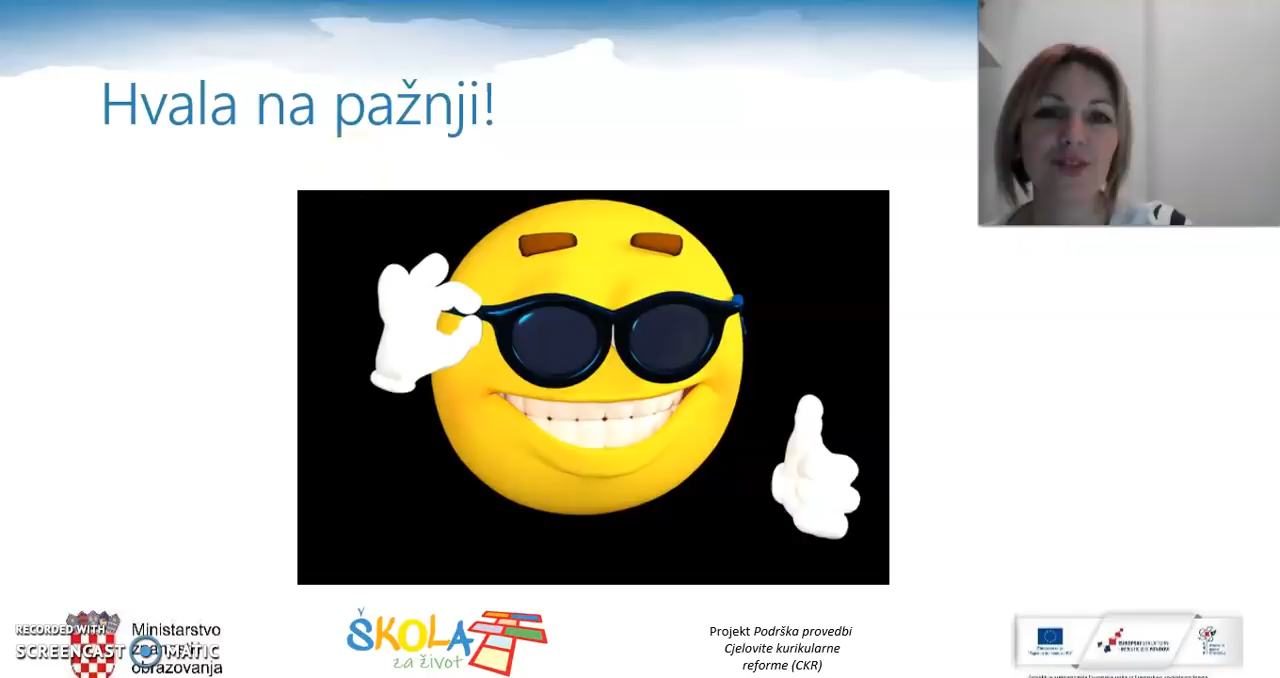 Hvala na pažnji!
RECORDED WITH
SCREENCAST MATIC
Ministarstvo
obrazovanja
ŠKOLA
za život
Projekt Podrška provedbi
Cjelovite kurikularne
reforme (CKR)